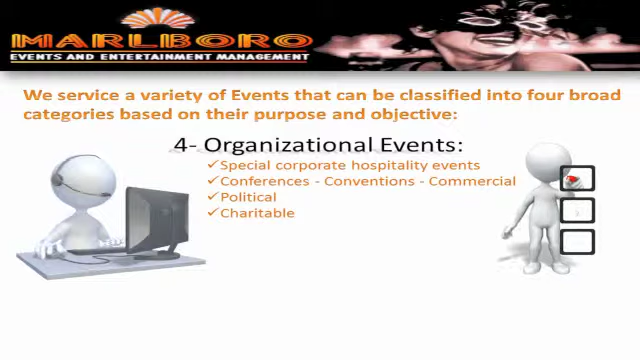 MARLBORO
EVENTS AND ENTERTAINMENT MANAGEMENT
We service a variety of Events that can be classified into four broad
categories based on their purpose and objective:
4- Organizational Events:
✓Special corporate hospitality events
✓Conferences - Conventions - Commercial
✓Political
✓Charitable